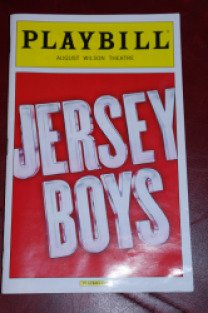 PLAYBILL
AUGUST WILSON THEATRE
JERSEY
BOYS